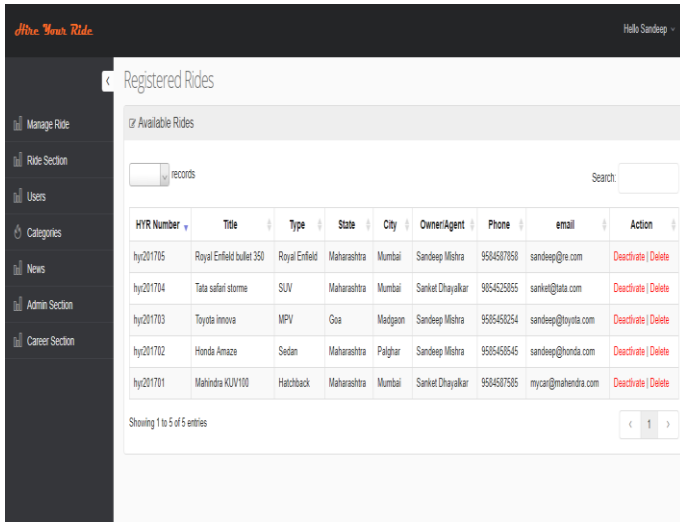 Hire Your Ride
Hello Sandeep
Registered Rides
Manage Ride
Ride Section
Users
Categories
News
Admin Section
Career Section
Available Rides
records
Search:
HYR Number Title Type State City Owner/Agent Phone email Action
hyr201705 Royal Enfield bullet 350 Royal Enfield Maharashtra Mumbai Sandeep Mishra 9584587858 sandeep@re.com Deactivate | Delete
hyr201704 Tata safari storme SUV Maharashtra Mumbai Sanket Dhayalkar 9854525855 sanket@tata.com Deactivate | Delete
hyr201703 Toyota innova MPV Goa Madgaon Sandeep Mishra 9585458254 sandeep@toyota.com Deactivate | Delete
hyr201702 Honda Amaze Sedan Maharashtra Palghar Sandeep Mishra 9585458545 sandeep@honda.com Deactivate | Delete
hyr201701 Mahindra KUV100 Hatchback Maharashtra Mumbai Sanket Dhayalkar 9584587585 mycar@mahendra.com Deactivate | Delete
Showing 1 to 5 of 5 entries
1